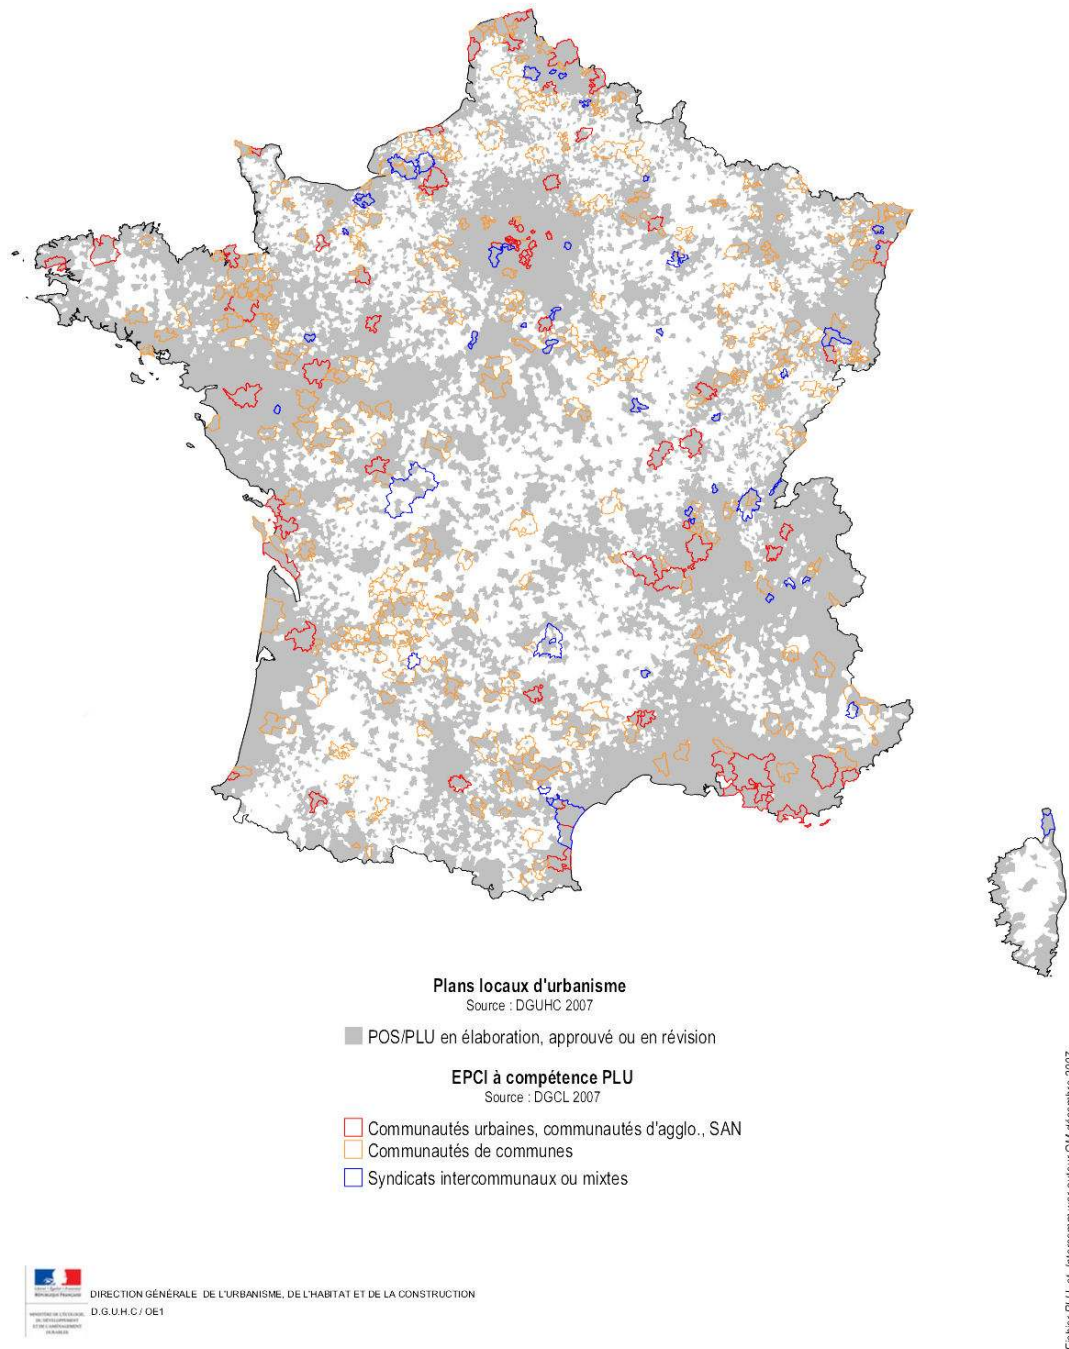 Plans locaux d'urbanisme
Source : DGUHC 2007
POS/PLU en élaboration, approuvé ou en révision
EPCI à compétence PLU
Source : DGCL 2007
Communautés urbaines, communautés d'agglo., SAN
Communautés de communes
Syndicats intercommunaux ou mixtes
DIRECTION GÉNÉRALE DE L'URBANISME, DE L'HABITAT ET DE LA CONSTRUCTION
D.G.U.H.C / OE1